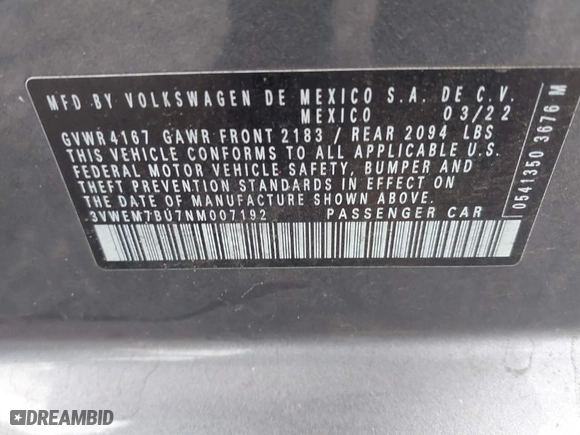 MFD BY VOLKSWAGEN DE MEXICO S.A. DE C.V.
MEXICO 03/22
GVWR 4167 GAWR FRONT 2183 / REAR 2094 LBS
THIS VEHICLE CONFORMS TO ALL APPLICABLE U.S.
FEDERAL MOTOR VEHICLE SAFETY, BUMPER AND
THEFT PREVENTION STANDARDS IN EFFECT ON
THE DATE OF MANUFACTURE SHOWN ABOVE.
3VWEM7BU7NM007192 PASSENGER CAR
0541350 3676 M
DREAMBID